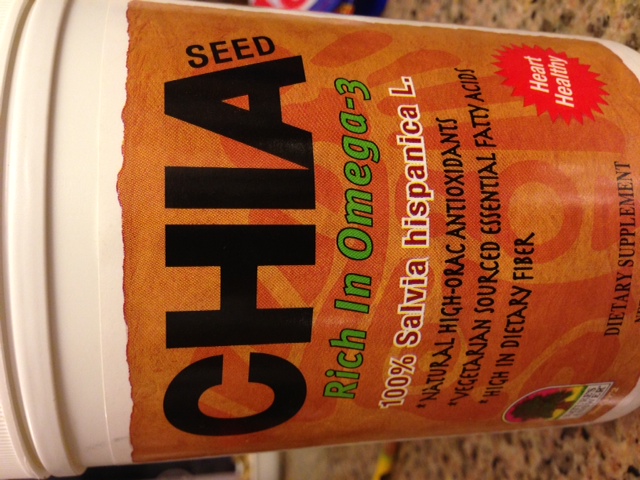 CHIA SEED
Rich In Omega-3
100% Salvia hispanica L.
*NATURAL HIGH-ORAC ANTIOXIDANTS
*VEGETARIAN SOURCED ESSENTIAL FATTY ACIDS
*HIGH IN DIETARY FIBER
Heart
Healthy
DIETARY SUPPLEMENT